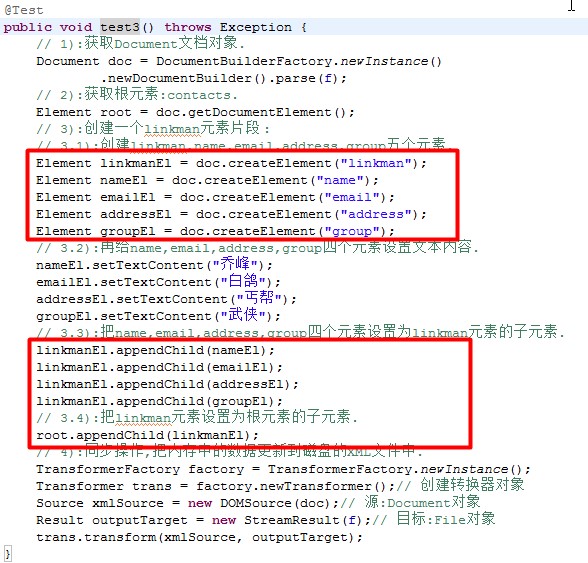 @Test
public void test3() throws Exception {
// 1):获取Document文档对象.
Document doc = DocumentBuilderFactory.newInstance()
.newDocumentBuilder().parse(f);
// 2):获取根元素:contacts.
Element root = doc.getDocumentElement();
// 3):创建一个linkman元素片段:
// 3.1):创建linkman,name,email,address,group五个元素.
Element linkmanEl = doc.createElement("linkman");
Element nameEl = doc.createElement("name");
Element emailEl = doc.createElement("email");
Element addressEl = doc.createElement("address");
Element groupEl = doc.createElement("group");
// 3.2):再给name,email,address,group四个元素设置文本内容.
nameEl.setTextContent("乔峰");
emailEl.setTextContent("白鸽");
addressEl.setTextContent("丐帮");
groupEl.setTextContent("武侠");
// 3.3):把name,email,address,group四个元素设置为linkman元素的子元素.
linkmanEl.appendChild(nameEl);
linkmanEl.appendChild(emailEl);
linkmanEl.appendChild(addressEl);
linkmanEl.appendChild(groupEl);
// 3.4):把linkman元素设置为根元素的子元素.
root.appendChild(linkmanEl);
// 4):同步操作,把内存中的数据更新到磁盘的XML文件中.
TransformerFactory factory = TransformerFactory.newInstance();
Transformer trans = factory.newTransformer();// 创建转换器对象
Source xmlSource = new DOMSource(doc);// 源:Document对象
Result outputTarget = new StreamResult(f);// 目标:File对象
trans.transform(xmlSource, outputTarget);
}